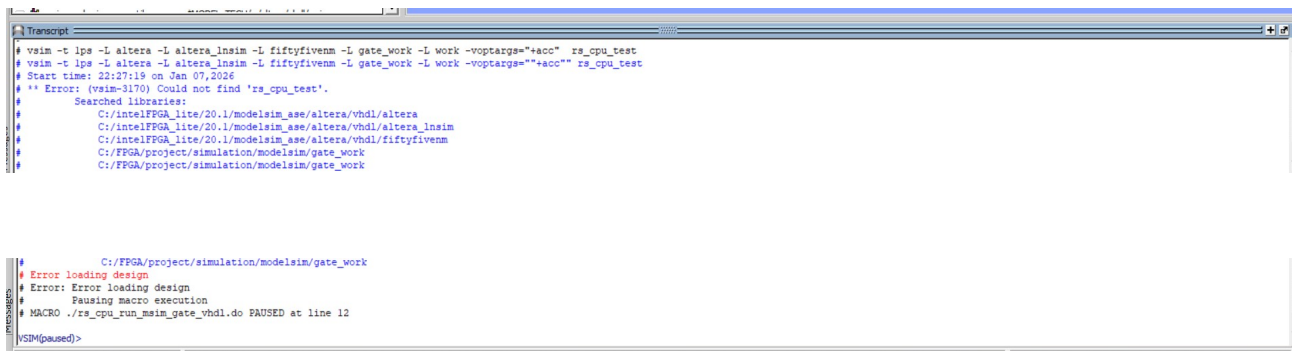 Transcript
# vsim -t 1ps -L altera -L altera_lnsim -L fiftyfivenm -L gate_work -L work -voptargs="+acc" rs_cpu_test
# vsim -t 1ps -L altera -L altera_lnsim -L fiftyfivenm -L gate_work -L work -voptargs=""+acc"" rs_cpu_test
# Start time: 22:27:19 on Jan 07,2026
# ** Error: (vsim-3170) Could not find 'rs_cpu_test'.
# Searched libraries:
# C:/intelFPGA_lite/20.1/modelsim_ase/altera/vhdl/altera
# C:/intelFPGA_lite/20.1/modelsim_ase/altera/vhdl/altera_lnsim
# C:/intelFPGA_lite/20.1/modelsim_ase/altera/vhdl/fiftyfivenm
# C:/FPGA/project/simulation/modelsim/gate_work
# C:/FPGA/project/simulation/modelsim/gate_work
# C:/FPGA/project/simulation/modelsim/gate_work
# Error loading design
# Error: Error loading design
# Pausing macro execution
# MACRO ./rs_cpu_run_msim_gate_vhdl.do PAUSED at line 12
VSIM(paused)>
Messages